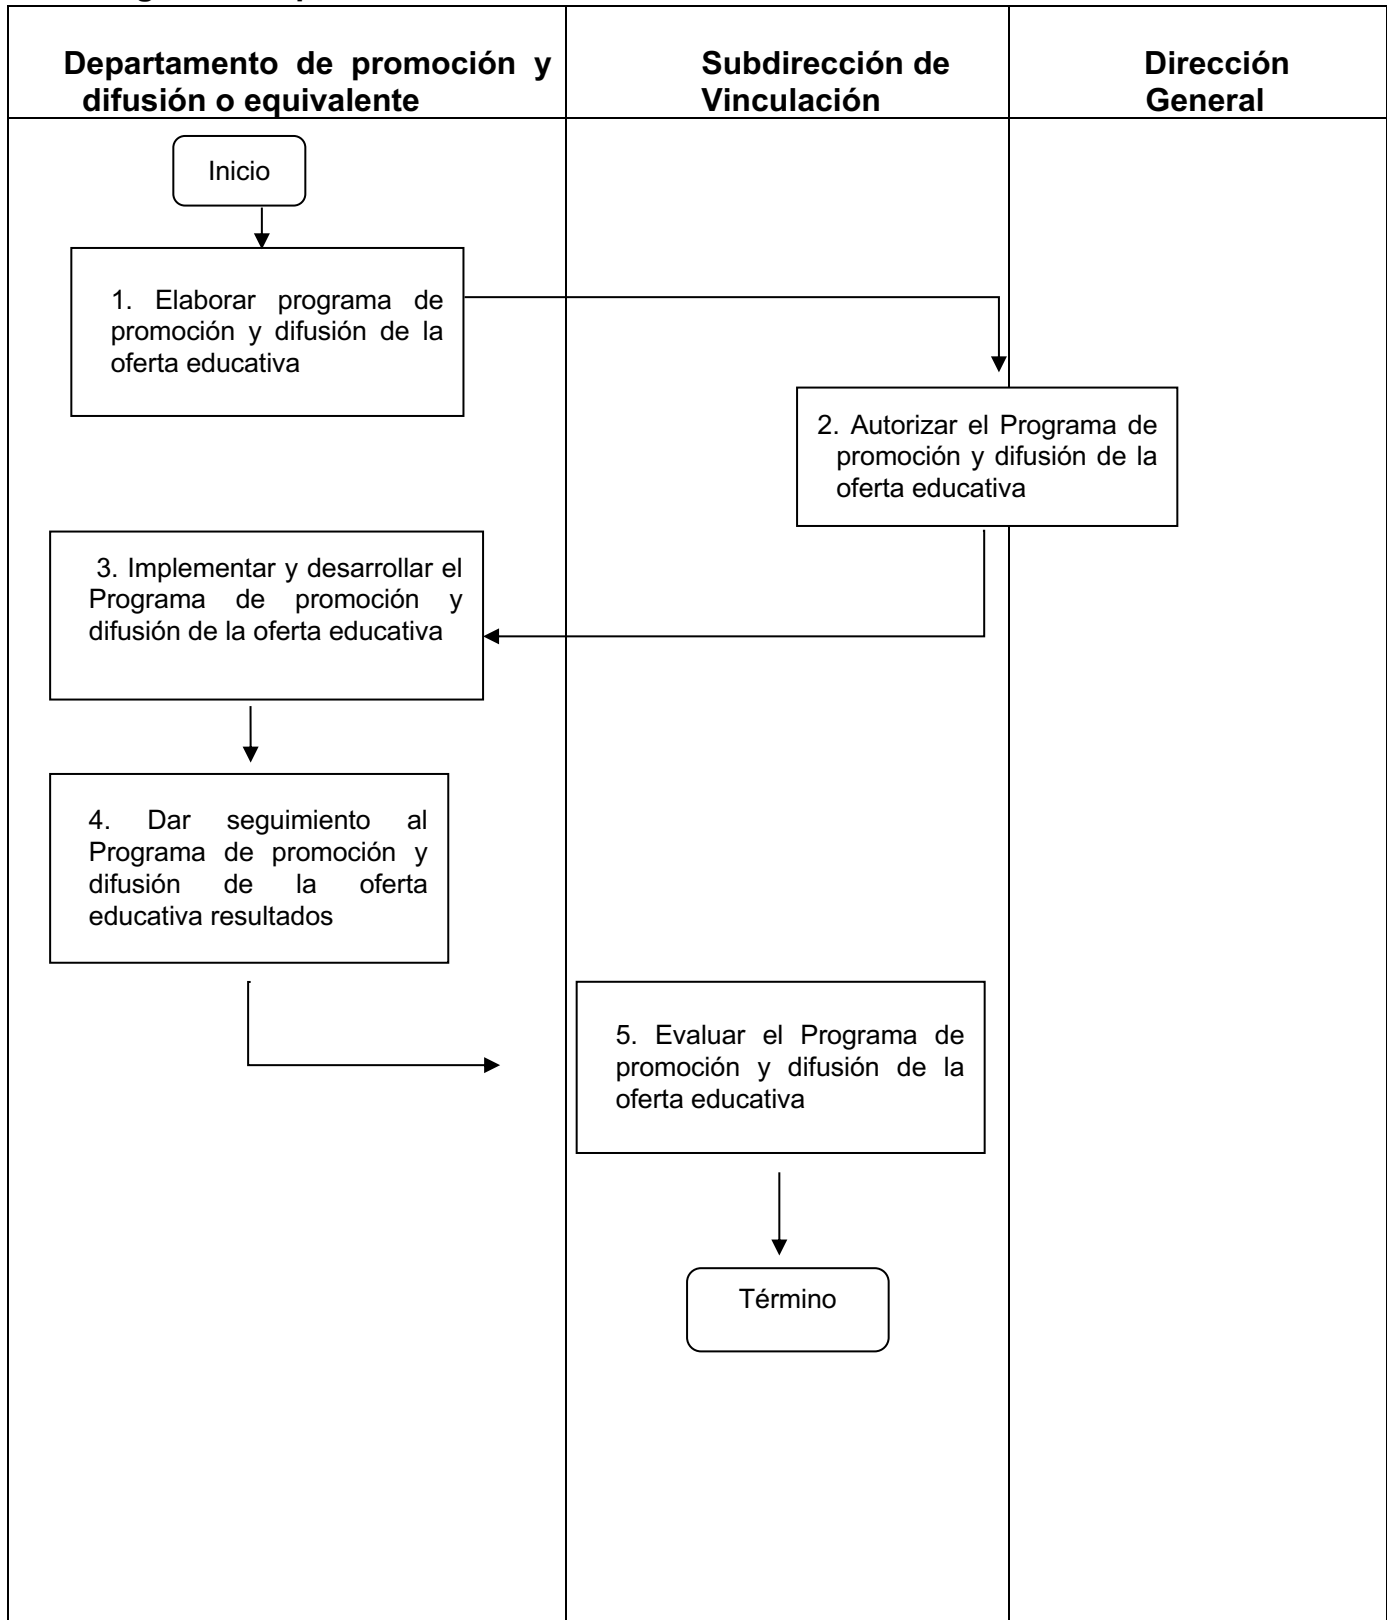 Departamento de promoción y
difusión o equivalente
Subdirección de
Vinculación
Dirección
General
Inicio
1. Elaborar programa de
promoción y difusión de la
oferta educativa
2. Autorizar el Programa de
promoción y difusión de la
oferta educativa
3. Implementar y desarrollar el
Programa de promoción y
difusión de la oferta educativa
4. Dar seguimiento al
Programa de promoción y
difusión de la oferta
educativa resultados
5. Evaluar el Programa de
promoción y difusión de la
oferta educativa
Término